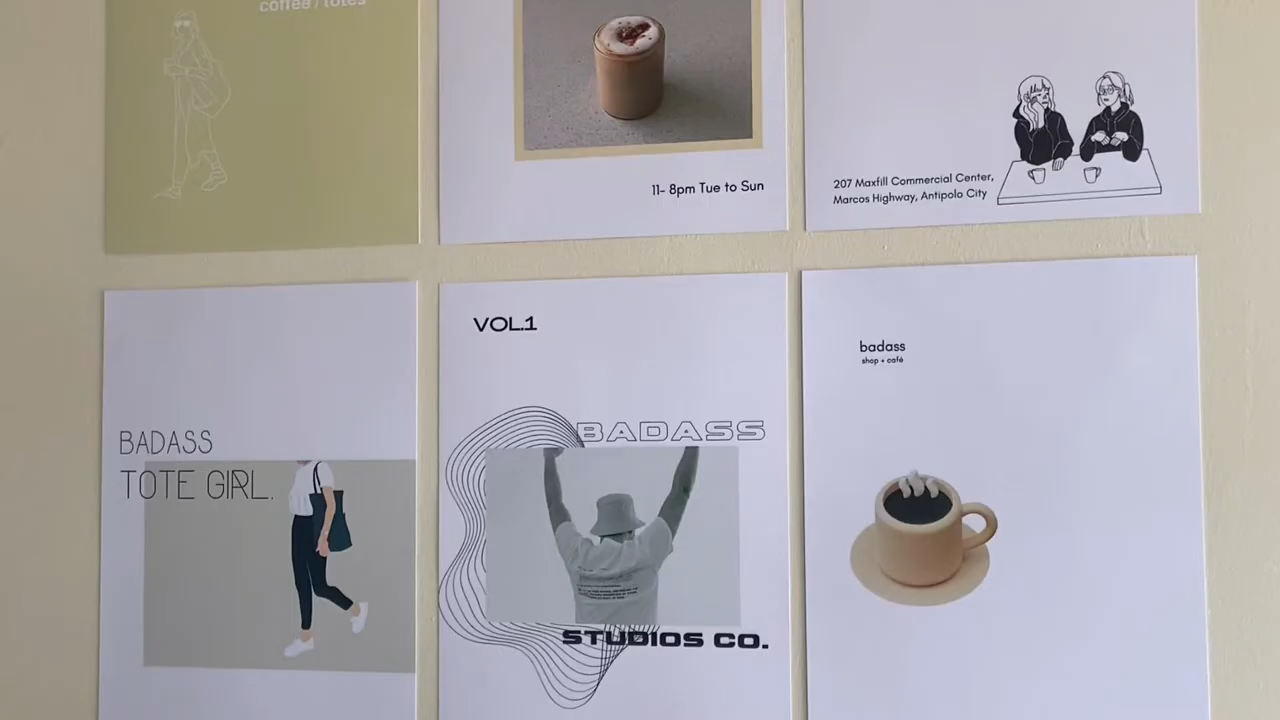 coffee / totes
11- 8pm Tue to Sun
207 Maxfill Commercial Center,
Marcos Highway, Antipolo City
BADASS
TOTE GIRL.
VOL.1
BADASS
STUDIOS CO.
badass
shop + café